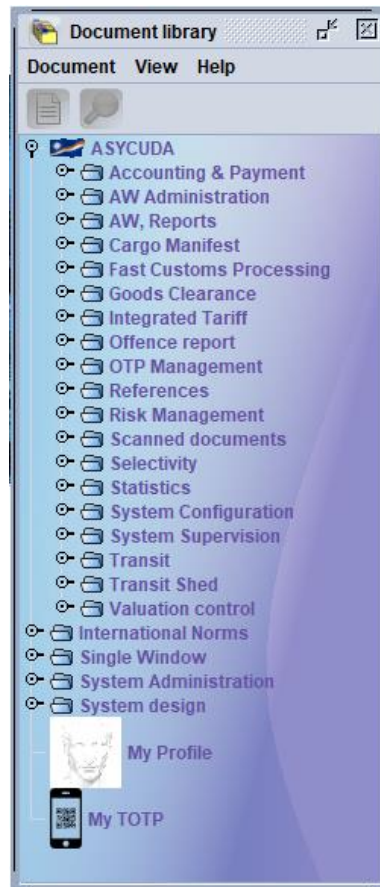 Document library
Document View Help
ASYCUDA
Accounting & Payment
AW Administration
AW, Reports
Cargo Manifest
Fast Customs Processing
Goods Clearance
Integrated Tariff
Offence report
OTP Management
References
Risk Management
Scanned documents
Selectivity
Statistics
System Configuration
System Supervision
Transit
Transit Shed
Valuation control
International Norms
Single Window
System Administration
System design
My Profile
My TOTP